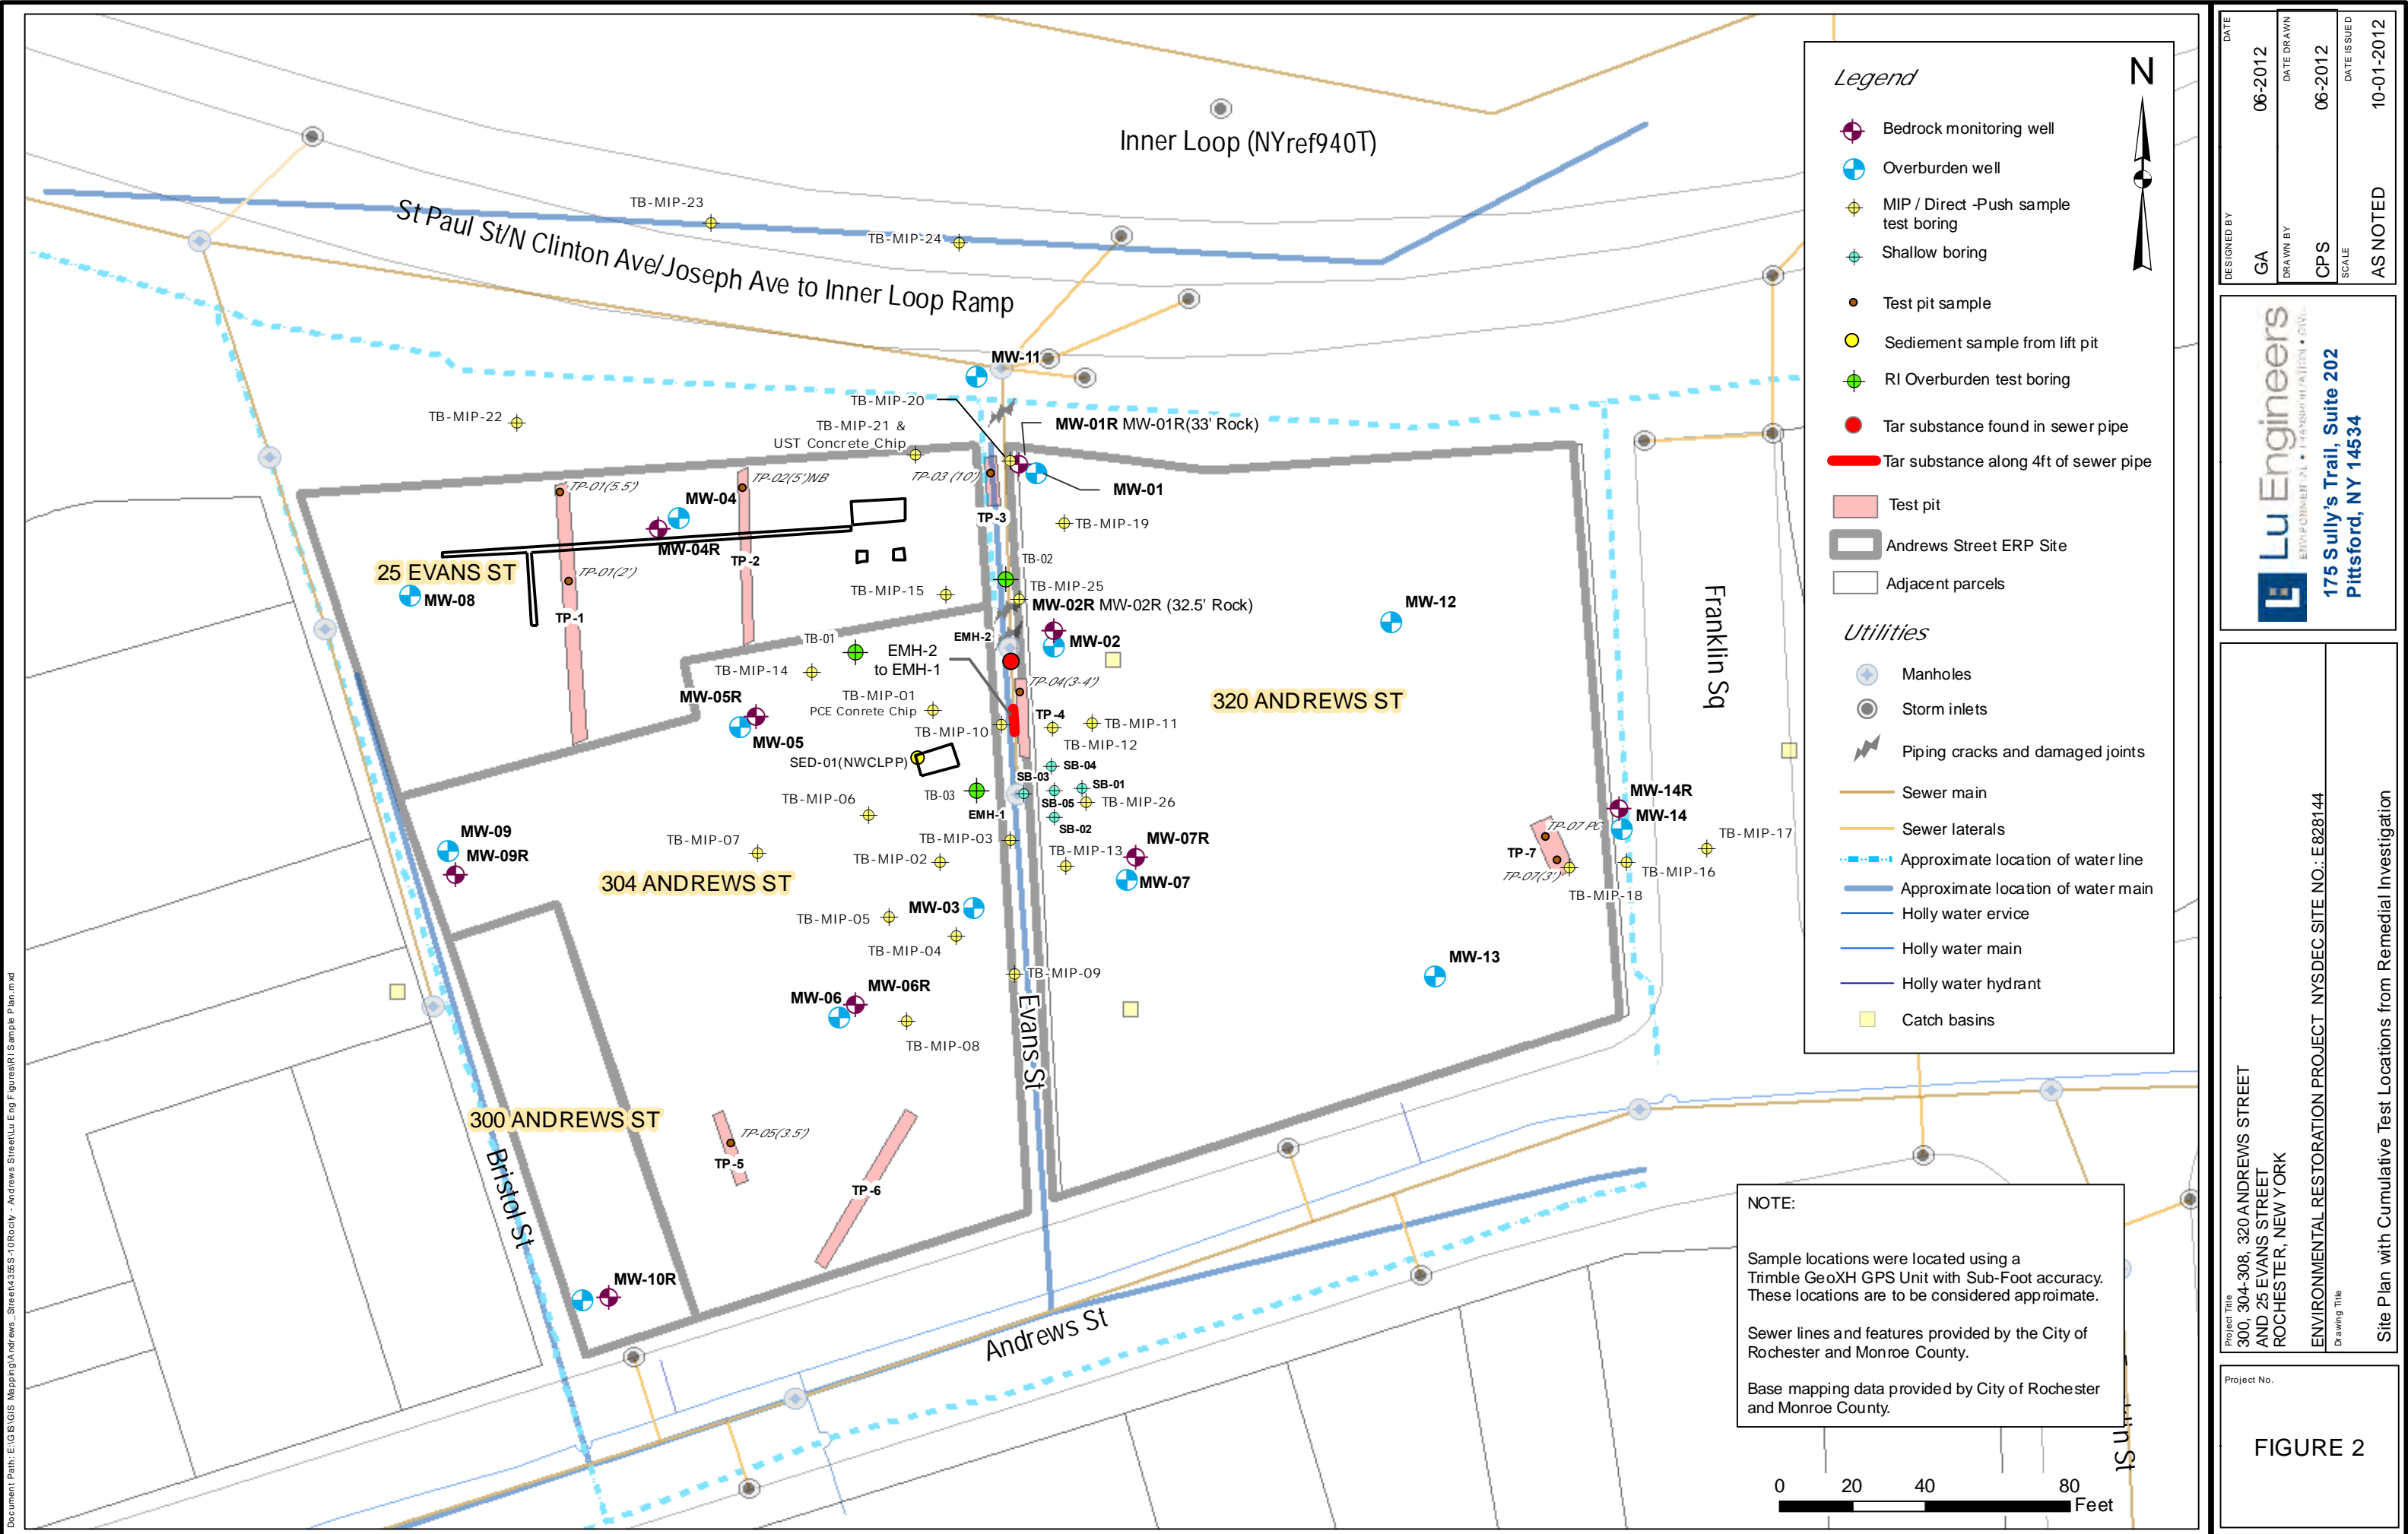 Inner Loop (NYref940T)
St Paul St/N Clinton Ave/Joseph Ave to Inner Loop Ramp
TB-MIP-23
TB-MIP-24
MW-11
TB-MIP-20
TB-MIP-22
TB-MIP-21 &
UST Concrete Chip
MW-01R MW-01R(33' Rock)
MW-01
TP-01(5.5')
TP-02(5')NB
TP-03 (10')
MW-04
MW-04R
TP-3
TB-MIP-19
TP-2
TB-02
25 EVANS ST
TP-01(2')
MW-08
TP-1
TB-MIP-15
TB-MIP-25
MW-02R MW-02R (32.5' Rock)
MW-12
Franklin Sq
TB-01
EMH-2
MW-02
EMH-2
to EMH-1
TB-MIP-14
TP-04(3-4')
MW-05R
TB-MIP-01
PCE Conrete Chip
320 ANDREWS ST
TP-4
TB-MIP-11
TB-MIP-10
MW-05
TB-MIP-12
SED-01(NWCLPP)
SB-04
SB-03
SB-01
TB-03
SB-05
TB-MIP-26
TB-MIP-06
EMH-1
SB-02
MW-14R
MW-14
MW-09
MW-09R
TB-MIP-07
TB-MIP-03
TB-MIP-02
TB-MIP-13
MW-07R
MW-07
TP-07 PC
TP-7
TP-07(3')
TB-MIP-17
TB-MIP-16
TB-MIP-18
304 ANDREWS ST
TB-MIP-05
MW-03
TB-MIP-04
MW-13
TB-MIP-09
MW-06
MW-06R
TB-MIP-08
Evans St
300 ANDREWS ST
TP-05(3.5')
TP-5
TP-6
Bristol St
MW-10R
Andrews St
Legend
N
Bedrock monitoring well
Overburden well
MIP / Direct -Push sample
test boring
Shallow boring
Test pit sample
Sediement sample from lift pit
RI Overburden test boring
Tar substance found in sewer pipe
Tar substance along 4ft of sewer pipe
Test pit
Andrews Street ERP Site
Adjacent parcels
Utilities
Manholes
Storm inlets
Piping cracks and damaged joints
Sewer main
Sewer laterals
Approximate location of water line
Approximate location of water main
Holly water ervice
Holly water main
Holly water hydrant
Catch basins
NOTE:
Sample locations were located using a
Trimble GeoXH GPS Unit with Sub-Foot accuracy.
These locations are to be considered approimate.
Sewer lines and features provided by the City of
Rochester and Monroe County.
Base mapping data provided by City of Rochester
and Monroe County.
0 20 40 80
Feet
DESIGNED BY
GA
DATE
06-2012
DRAWN BY
CPS
DATE DRAWN
06-2012
SCALE
AS NOTED
DATE ISSUED
10-01-2012
Lu Engineers
ENVIRONMENTAL • TRANSPORTATION • CIVIL
175 Sully's Trail, Suite 202
Pittsford, NY 14534
Project Title
300, 304-308, 320 ANDREWS STREET
AND 25 EVANS STREET
ROCHESTER, NEW YORK
ENVIRONMENTAL RESTORATION PROJECT NYSDEC SITE NO.: E828144
Drawing Title
Site Plan with Cumulative Test Locations from Remedial Investigation
Project No.
FIGURE 2